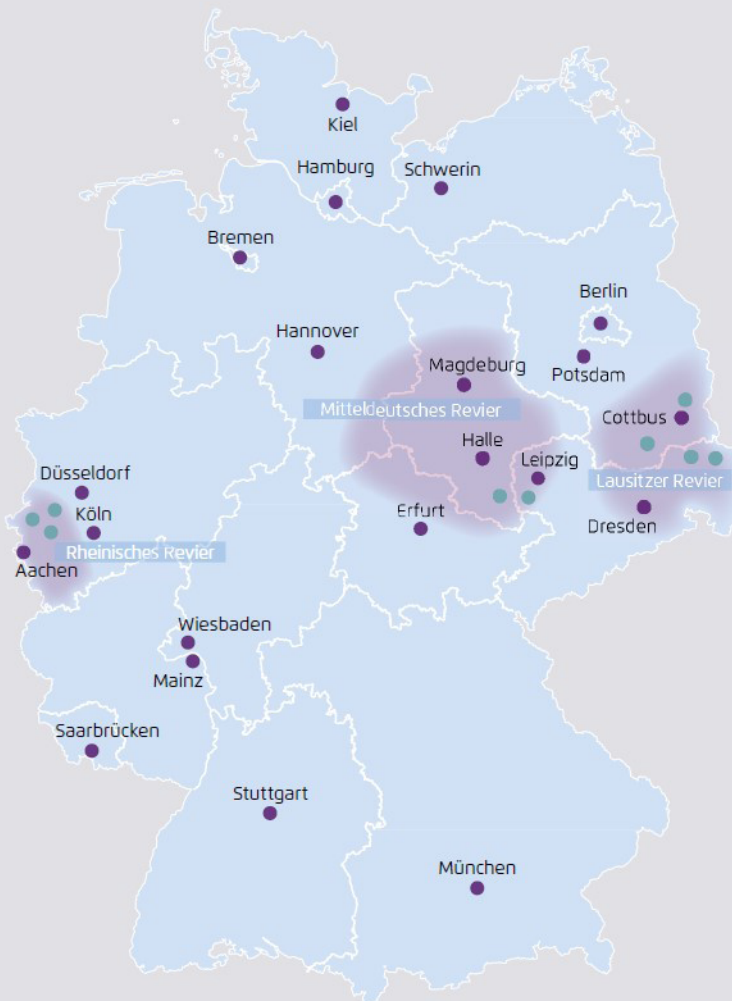 Kiel
Hamburg
Schwerin
Bremen
Berlin
Hannover
Magdeburg
Potsdam
Mitteldeutsches Revier
Cottbus
Halle
Leipzig
Düsseldorf
Lausitzer Revier
Köln
Erfurt
Dresden
Rheinisches Revier
Aachen
Wiesbaden
Mainz
Saarbrücken
Stuttgart
München